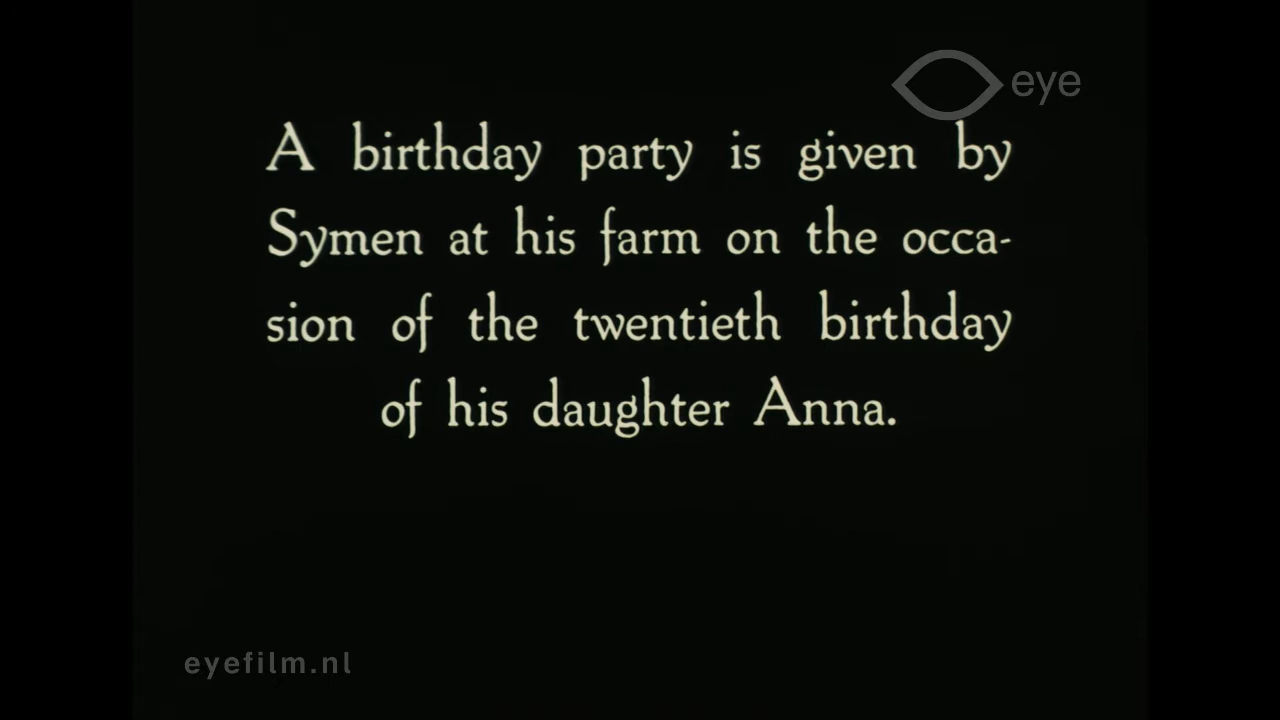 eye
A birthday party is given by
Symen at his farm on the occa-
sion of the twentieth birthday
of his daughter Anna.
eyefilm.nl